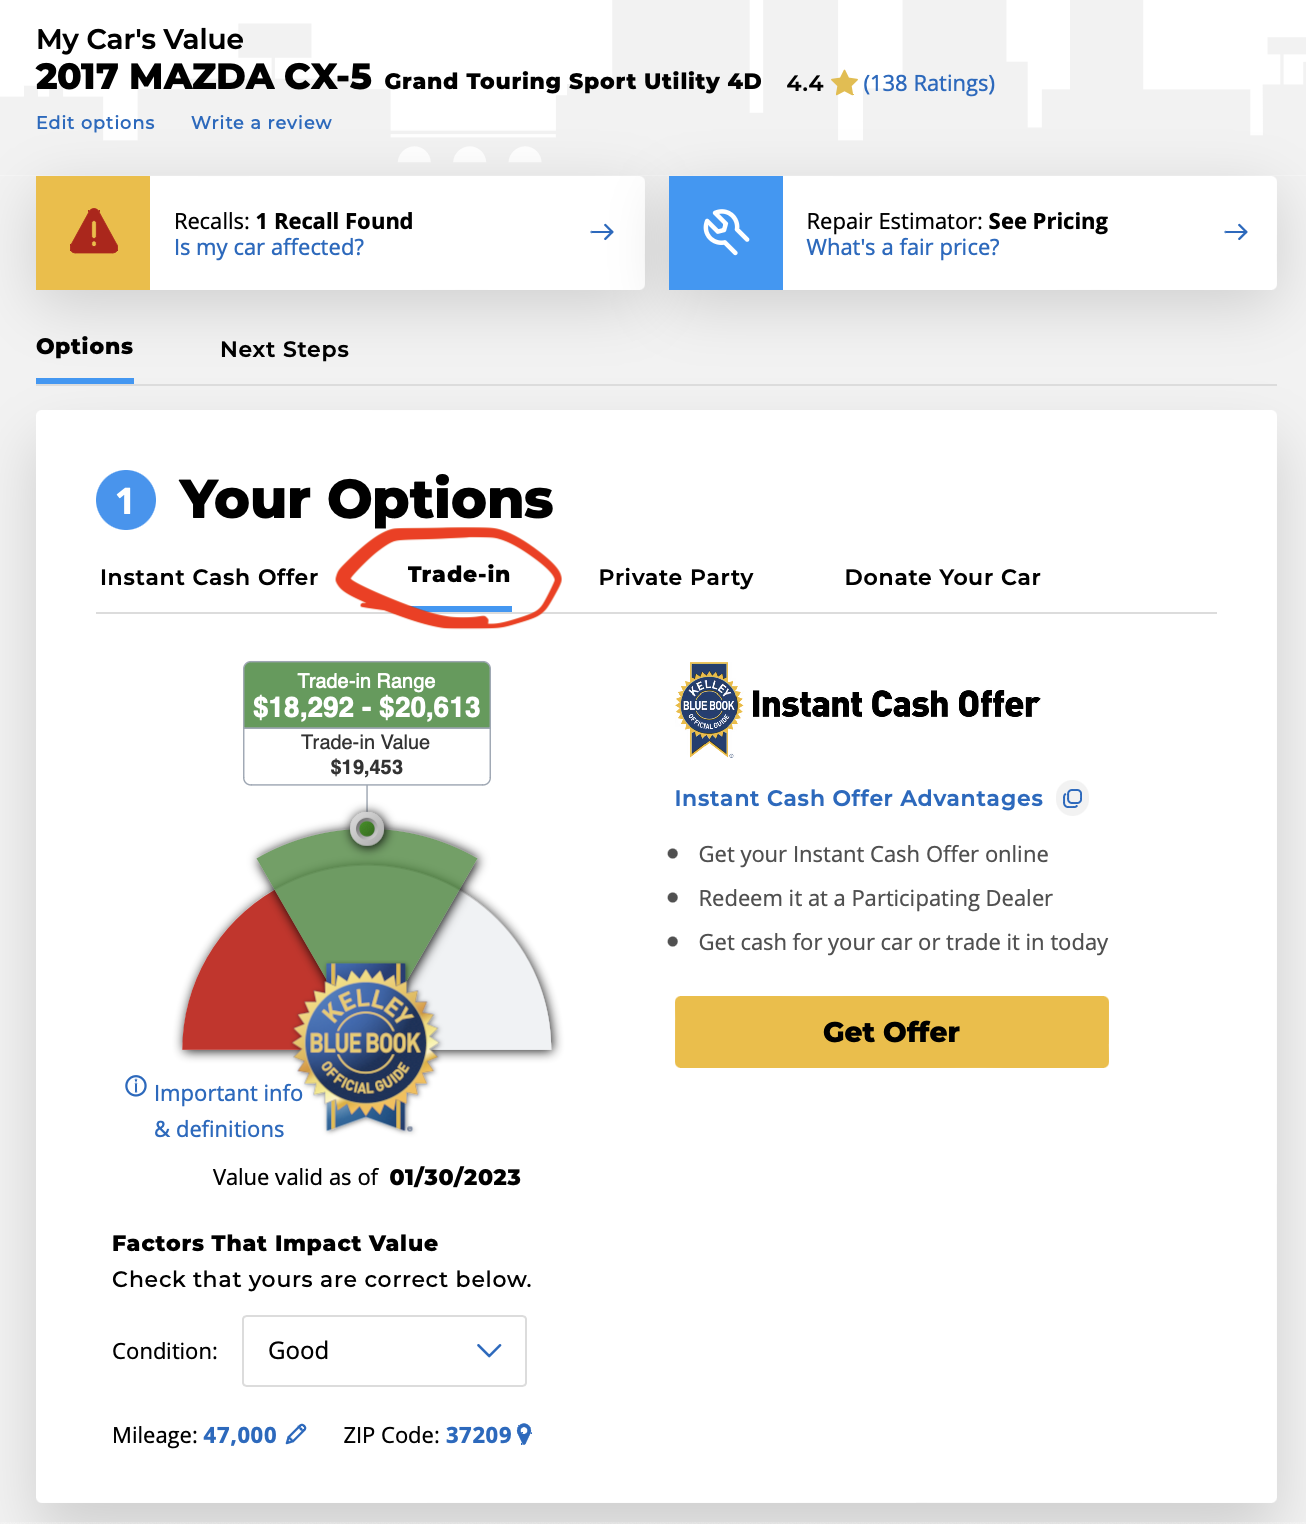 My Car's Value
2017 MAZDA CX-5 Grand Touring Sport Utility 4D 4.4 (138 Ratings)
Edit options Write a review
Recalls: 1 Recall Found
Is my car affected?
Repair Estimator: See Pricing
What's a fair price?
Options Next Steps
1 Your Options
Instant Cash Offer Trade-in Private Party Donate Your Car
Trade-in Range
$18,292 - $20,613
Trade-in Value
$19,453
KELLEY
BLUE BOOK
OFFICIAL GUIDE
Important info
& definitions
Value valid as of 01/30/2023
Factors That Impact Value
Check that yours are correct below.
Condition: Good
Mileage: 47,000 ZIP Code: 37209
KELLEY
BLUE BOOK
OFFICIAL GUIDE
Instant Cash Offer
Instant Cash Offer Advantages
Get your Instant Cash Offer online
Redeem it at a Participating Dealer
Get cash for your car or trade it in today
Get Offer